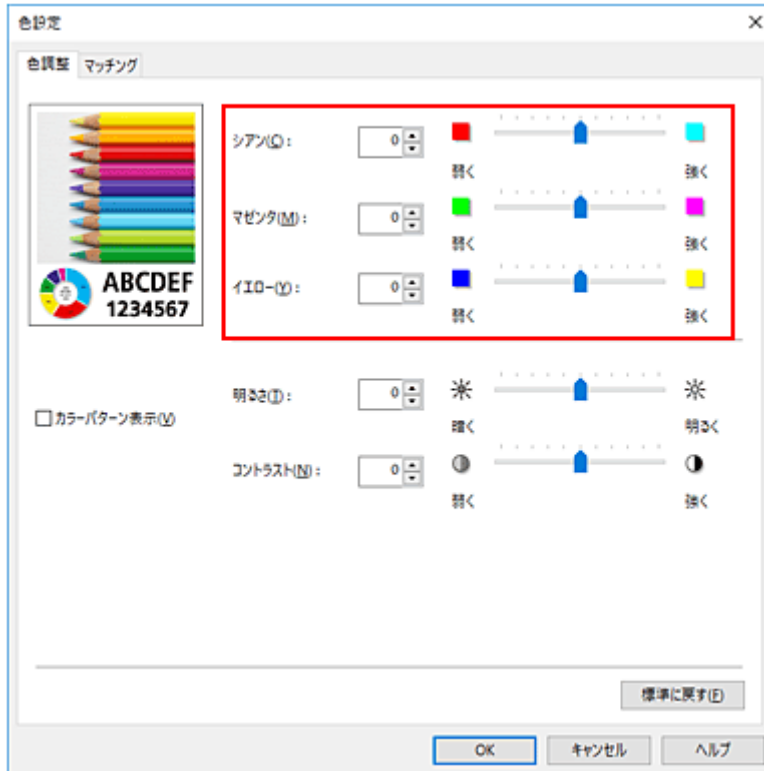 色設定
色調整 マッチング
シアン(C): 0
弱く 強く
マゼンタ(M): 0
弱く 強く
イエロー(Y): 0
弱く 強く
ABCDEF
1234567
明るさ(T): 0
暗く 明るく
カラーパターン表示(V)
コントラスト(N): 0
弱く 強く
標準に戻す(F)
OK キャンセル ヘルプ